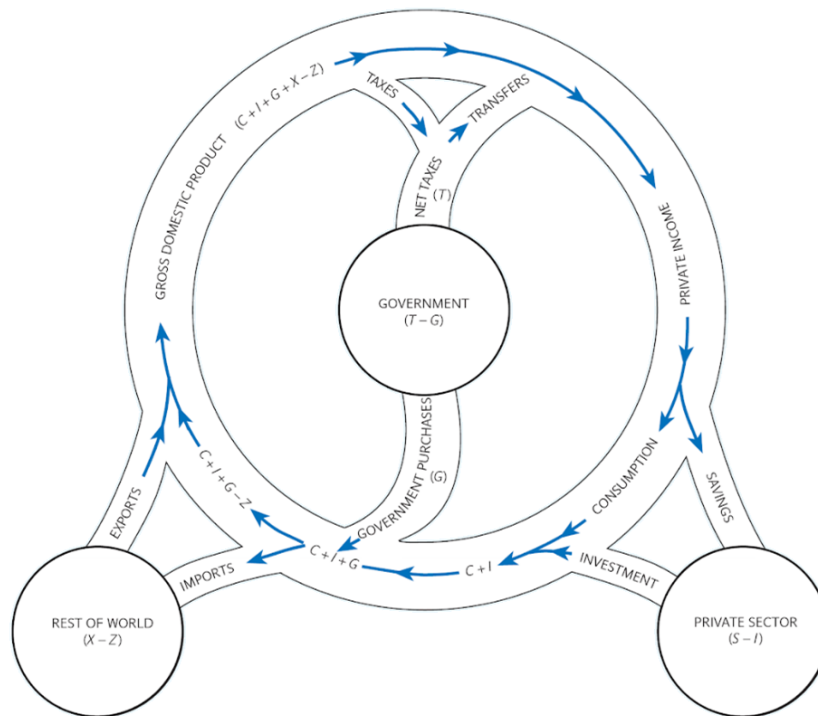 GROSS DOMESTIC PRODUCT (C+I+G+X−Z)
TAXES
TRANSFERS
NET TAXES
(T)
PRIVATE INCOME
GOVERNMENT
(T − G)
GOVERNMENT PURCHASES
(G)
CONSUMPTION
SAVINGS
INVESTMENT
C+I
C+I+G
C+I+G−Z
EXPORTS
IMPORTS
REST OF WORLD
(X − Z)
PRIVATE SECTOR
(S − I)